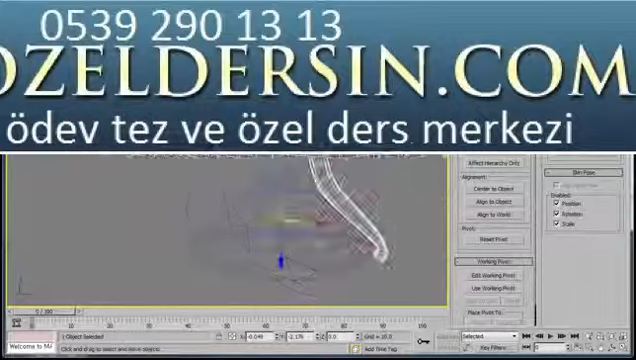 0539 290 13 13
OZELDERSIN.COM
ödev tez ve özel ders merkezi
Affect Hierarchy Only
Alignment:
Center to Object
Align to Object
Align to World
Pivot:
Reset Pivot
Working Pivot:
Edit Working Pivot
Use Working Pivot
Place Pivot To:
Skin Pose
Enabled:
Position
Rotation
Scale
0 / 100
1 Object Selected
Grid = 10.0
Selected
Welcome to MA
Click and drag to select and move objects
Add Time Tag
Key Filters...